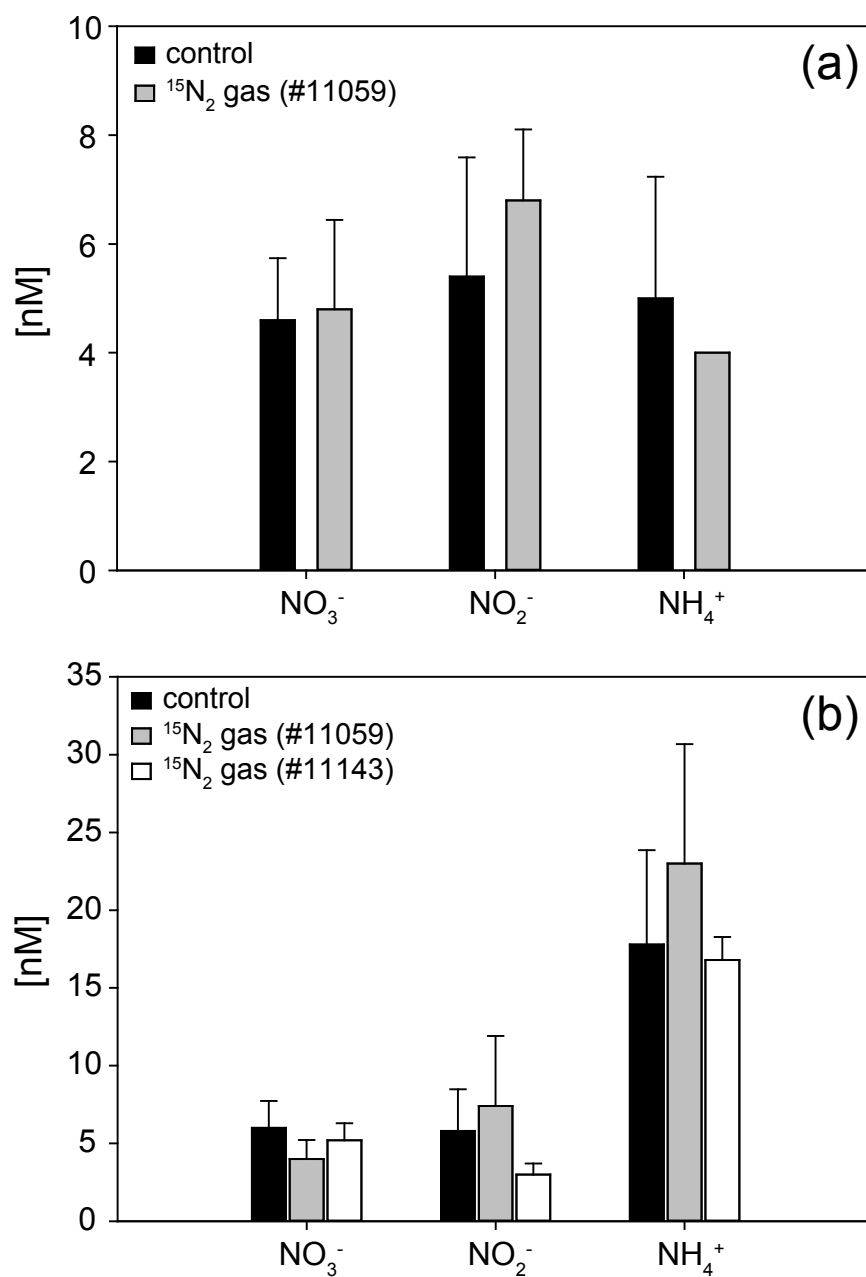 (a)
control
¹⁵N₂ gas (#11059)
10
8
6
4
2
0
[nM]
NO₃⁻
NO₂⁻
NH₄⁺
(b)
control
¹⁵N₂ gas (#11059)
¹⁵N₂ gas (#11143)
35
30
25
20
15
10
5
0
[nM]
NO₃⁻
NO₂⁻
NH₄⁺